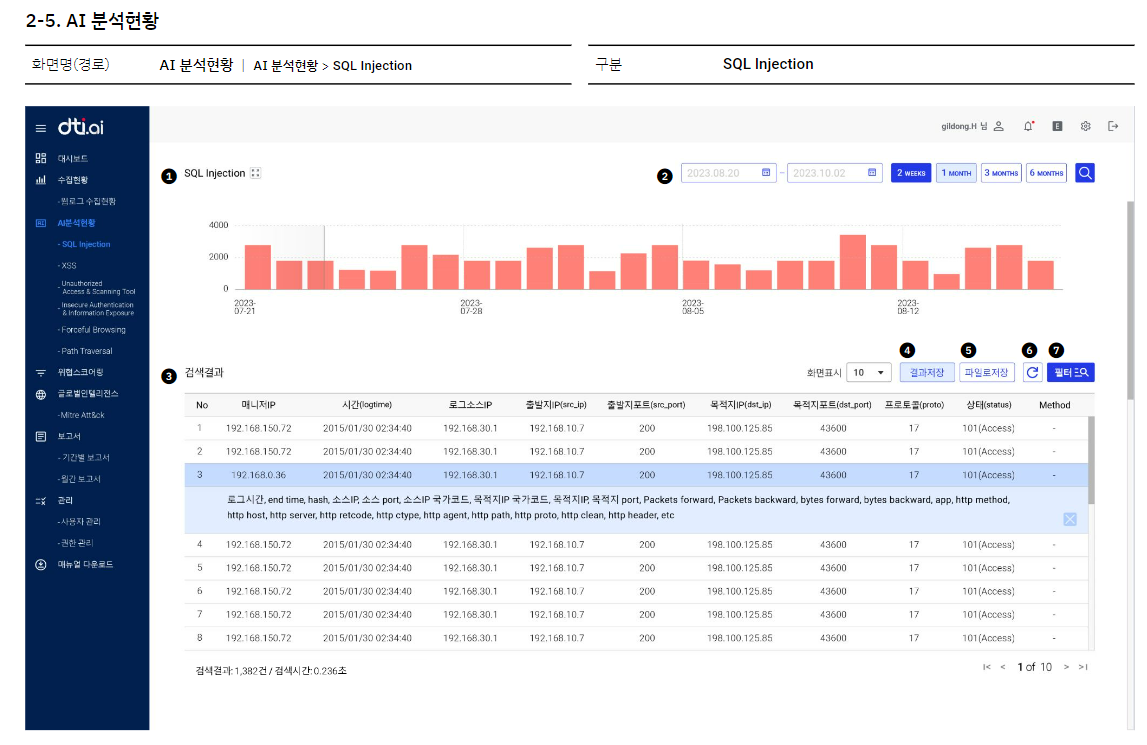 2-5. AI 분석현황
화면명(경로) AI 분석현황 | AI 분석현황 > SQL Injection 구분 SQL Injection
dti.ai
gildong.H 님 E
대시보드
수집현황
- 웹로그 수집현황
AI AI분석현황
- SQL Injection
- XSS
- Unauthorized
Access & Scanning Tool
- Insecure Authentication
& Information Exposure
- Forceful Browsing
- Path Traversal
위협스코어링
글로벌인텔리전스
- Mitre Att&ck
보고서
- 기간별 보고서
- 월간 보고서
관리
- 사용자 관리
- 권한 관리
매뉴얼 다운로드
1 SQL Injection 2 2023.08.20 - 2023.10.02 2 WEEKS 1 MONTH 3 MONTHS 6 MONTHS
4000
2000
0
2023-
07-21
2023-
07-28
2023-
08-05
2023-
08-12
4 5 6 7
3 검색결과 화면표시 10 결과저장 파일로저장 필터
No 매니저IP 시간(logtime) 로그소스IP 출발지IP(src_ip) 출발지포트(src_port) 목적지IP(dst_ip) 목적지포트(dst_port) 프로토콜(proto) 상태(status) Method
1 192.168.150.72 2015/01/30 02:34:40 192.168.30.1 192.168.10.7 200 198.100.125.85 43600 17 101(Access) -
2 192.168.150.72 2015/01/30 02:34:40 192.168.30.1 192.168.10.7 200 198.100.125.85 43600 17 101(Access) -
3 192.168.0.36 2015/01/30 02:34:40 192.168.30.1 192.168.10.7 200 198.100.125.85 43600 17 101(Access) -
로그시간, end time, hash, 소스IP, 소스 port, 소스IP 국가코드, 목적지IP 국가코드, 목적지IP, 목적지 port, Packets forward, Packets backward, bytes forward, bytes backward, app, http method,
http host, http server, http retcode, http ctype, http agent, http path, http proto, http clean, http header, etc
4 192.168.150.72 2015/01/30 02:34:40 192.168.30.1 192.168.10.7 200 198.100.125.85 43600 17 101(Access) -
5 192.168.150.72 2015/01/30 02:34:40 192.168.30.1 192.168.10.7 200 198.100.125.85 43600 17 101(Access) -
6 192.168.150.72 2015/01/30 02:34:40 192.168.30.1 192.168.10.7 200 198.100.125.85 43600 17 101(Access) -
7 192.168.150.72 2015/01/30 02:34:40 192.168.30.1 192.168.10.7 200 198.100.125.85 43600 17 101(Access) -
8 192.168.150.72 2015/01/30 02:34:40 192.168.30.1 192.168.10.7 200 198.100.125.85 43600 17 101(Access) -
검색결과: 1,382건 / 검색시간: 0.236초 |< < 1 of 10 > >|